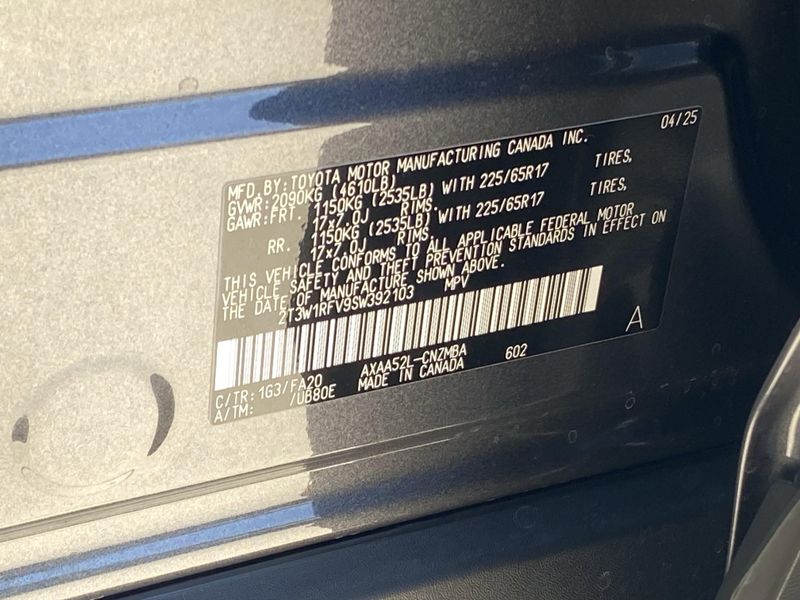 04/25
MFD.BY:TOYOTA MOTOR MANUFACTURING CANADA INC.
GVWR:2090KG (4610LB)
GAWR:FRT. 1150KG (2535LB) WITH 225/65R17 TIRES,
17x7.0J RIMS.
RR. 1150KG (2535LB) WITH 225/65R17 TIRES,
17x7.0J RIMS.
THIS VEHICLE CONFORMS TO ALL APPLICABLE FEDERAL MOTOR
VEHICLE SAFETY AND THEFT PREVENTION STANDARDS IN EFFECT ON
THE DATE OF MANUFACTURE SHOWN ABOVE.
2T3W1RFV9SW392103 MPV
A
C/TR:1G3/FA20 AXAA52L-CNZMBA 602
A/TM: /UB80E MADE IN CANADA